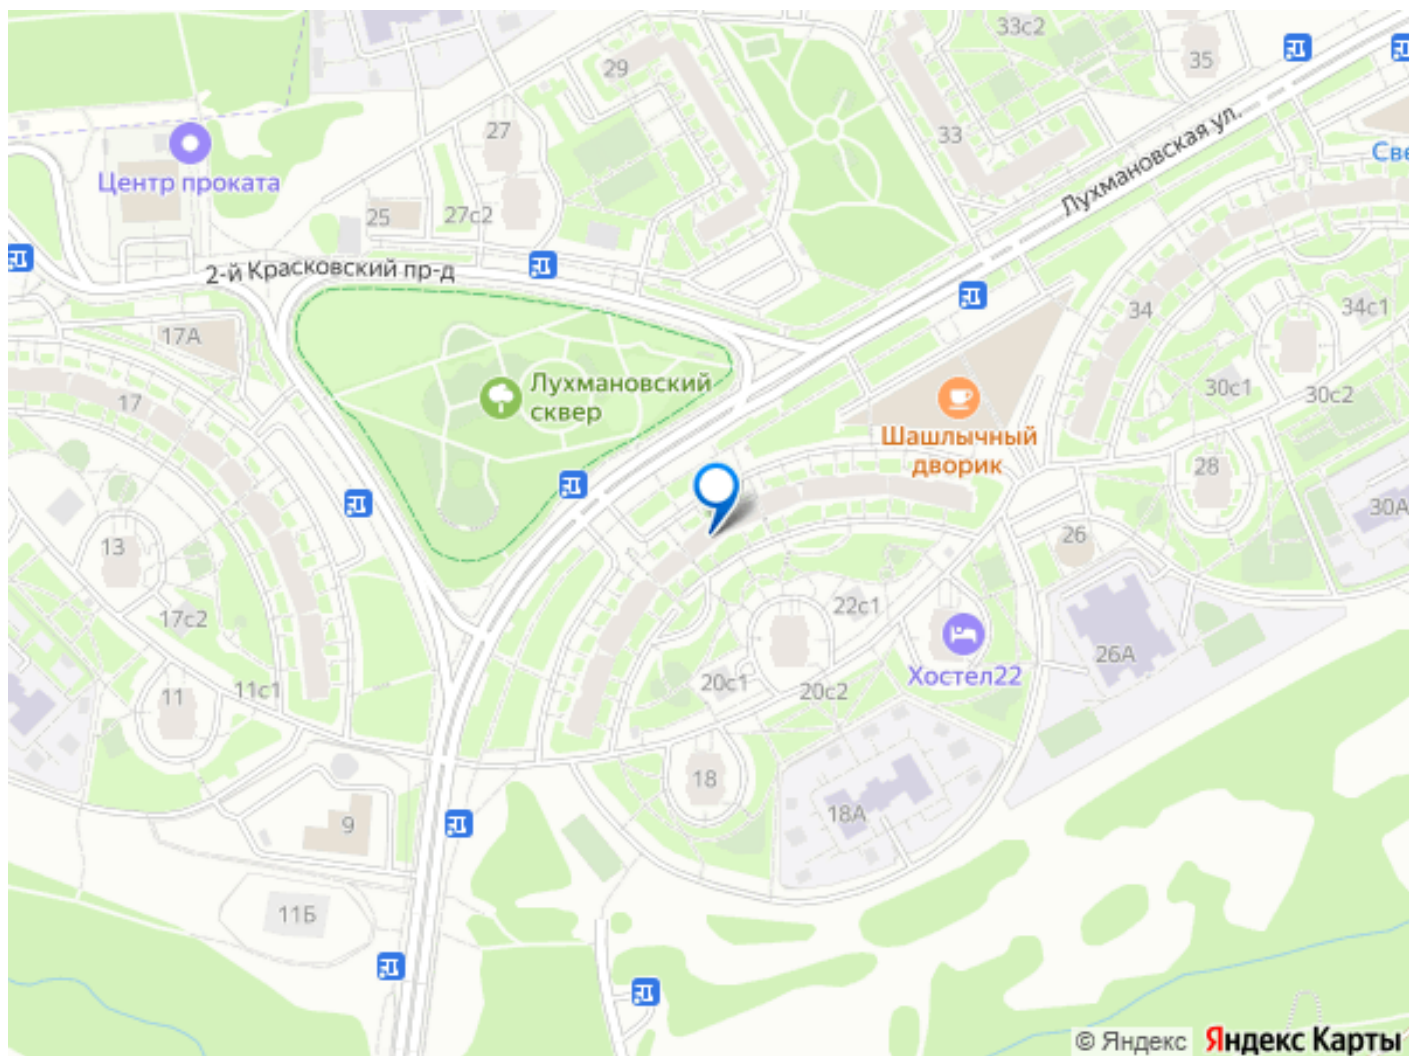 33с2
35
29
27
33
Лухмановская ул.
Све
Центр проката
25
27с2
2-й Красковский пр-д
17А
34
34с1
Лухмановский
сквер
30с1
30с2
17
Шашлычный
дворик
28
30А
13
26
22с1
17с2
26А
Хостел22
11с1
11
20с1
20с2
18
18А
9
11Б
© Яндекс
Яндекс Карты